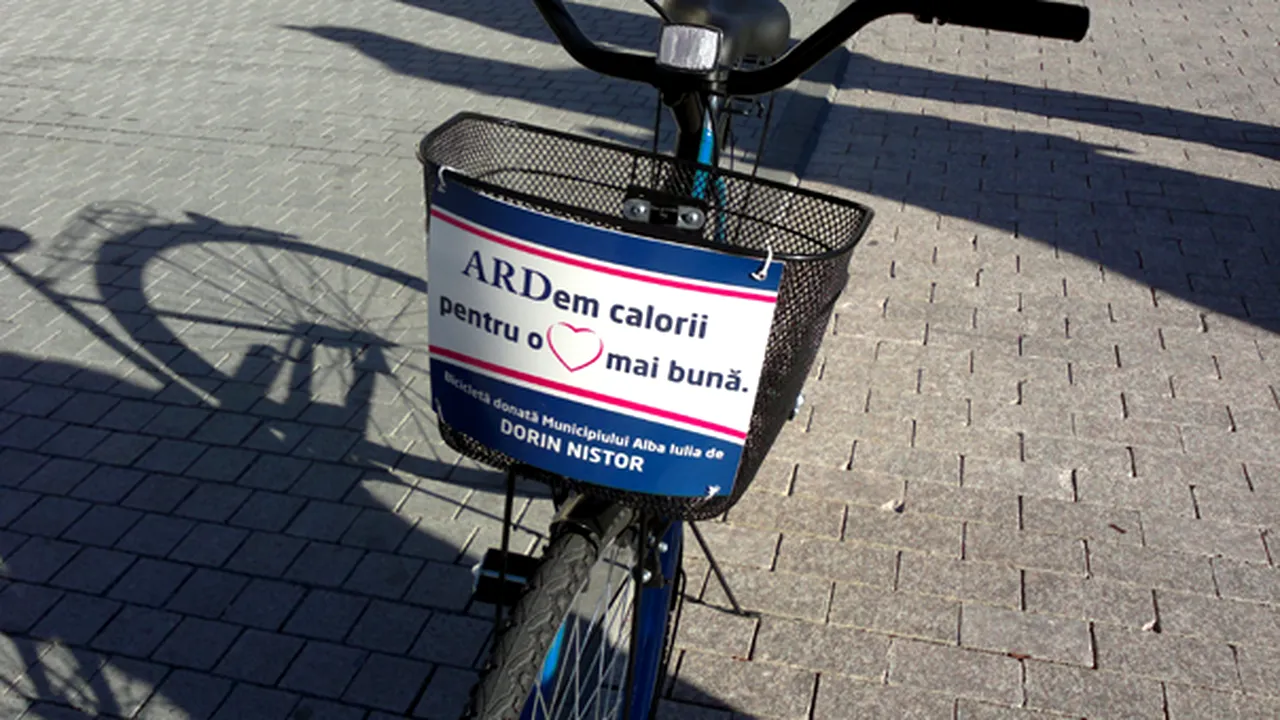 ARDem calorii
pentru o mai bună.
Bicicletă donată Municipiului Alba Iulia de
DORIN NISTOR